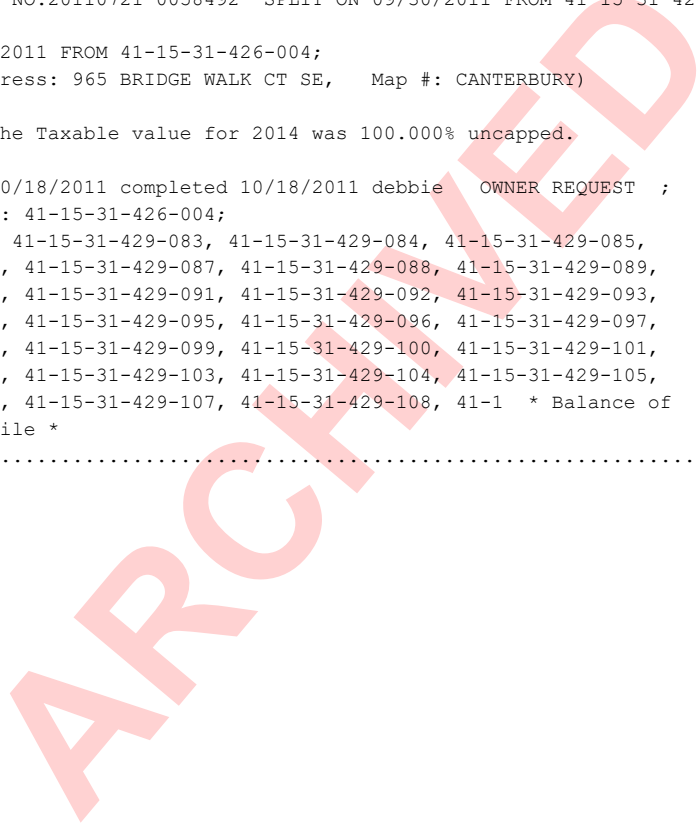 NO.20110721-0058492 SPLIT ON 09/30/2011 FROM 41-15-31-42
2011 FROM 41-15-31-426-004;
ress: 965 BRIDGE WALK CT SE, Map #: CANTERBURY)
he Taxable value for 2014 was 100.000% uncapped.
0/18/2011 completed 10/18/2011 debbie OWNER REQUEST ;
: 41-15-31-426-004;
41-15-31-429-083, 41-15-31-429-084, 41-15-31-429-085,
, 41-15-31-429-087, 41-15-31-429-088, 41-15-31-429-089,
, 41-15-31-429-091, 41-15-31-429-092, 41-15-31-429-093,
, 41-15-31-429-095, 41-15-31-429-096, 41-15-31-429-097,
, 41-15-31-429-099, 41-15-31-429-100, 41-15-31-429-101,
, 41-15-31-429-103, 41-15-31-429-104, 41-15-31-429-105,
, 41-15-31-429-107, 41-15-31-429-108, 41-1 * Balance of
ile *
..........................................................
ARCHIVED